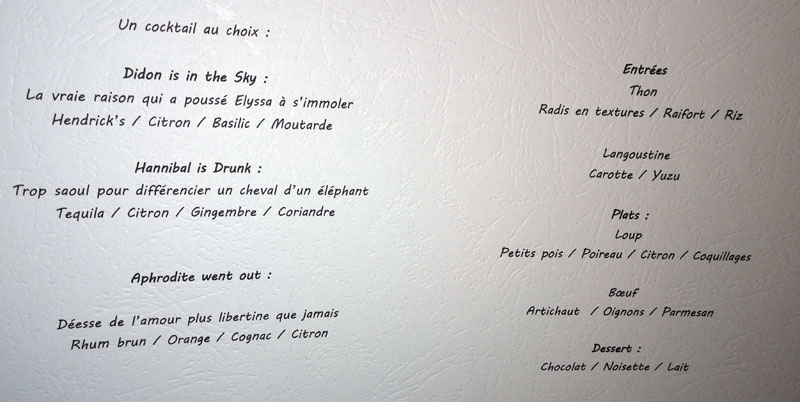 Un cocktail au choix :
Didon is in the Sky :
La vraie raison qui a poussé Elyssa à s'immoler
Hendrick's / Citron / Basilic / Moutarde
Hannibal is Drunk :
Trop saoul pour différencier un cheval d'un éléphant
Tequila / Citron / Gingembre / Coriandre
Aphrodite went out :
Déesse de l'amour plus libertine que jamais
Rhum brun / Orange / Cognac / Citron
Entrées
Thon
Radis en textures / Raifort / Riz
Langoustine
Carotte / Yuzu
Plats :
Loup
Petits pois / Poireau / Citron / Coquillages
Bœuf
Artichaut / Oignons / Parmesan
Dessert :
Chocolat / Noisette / Lait